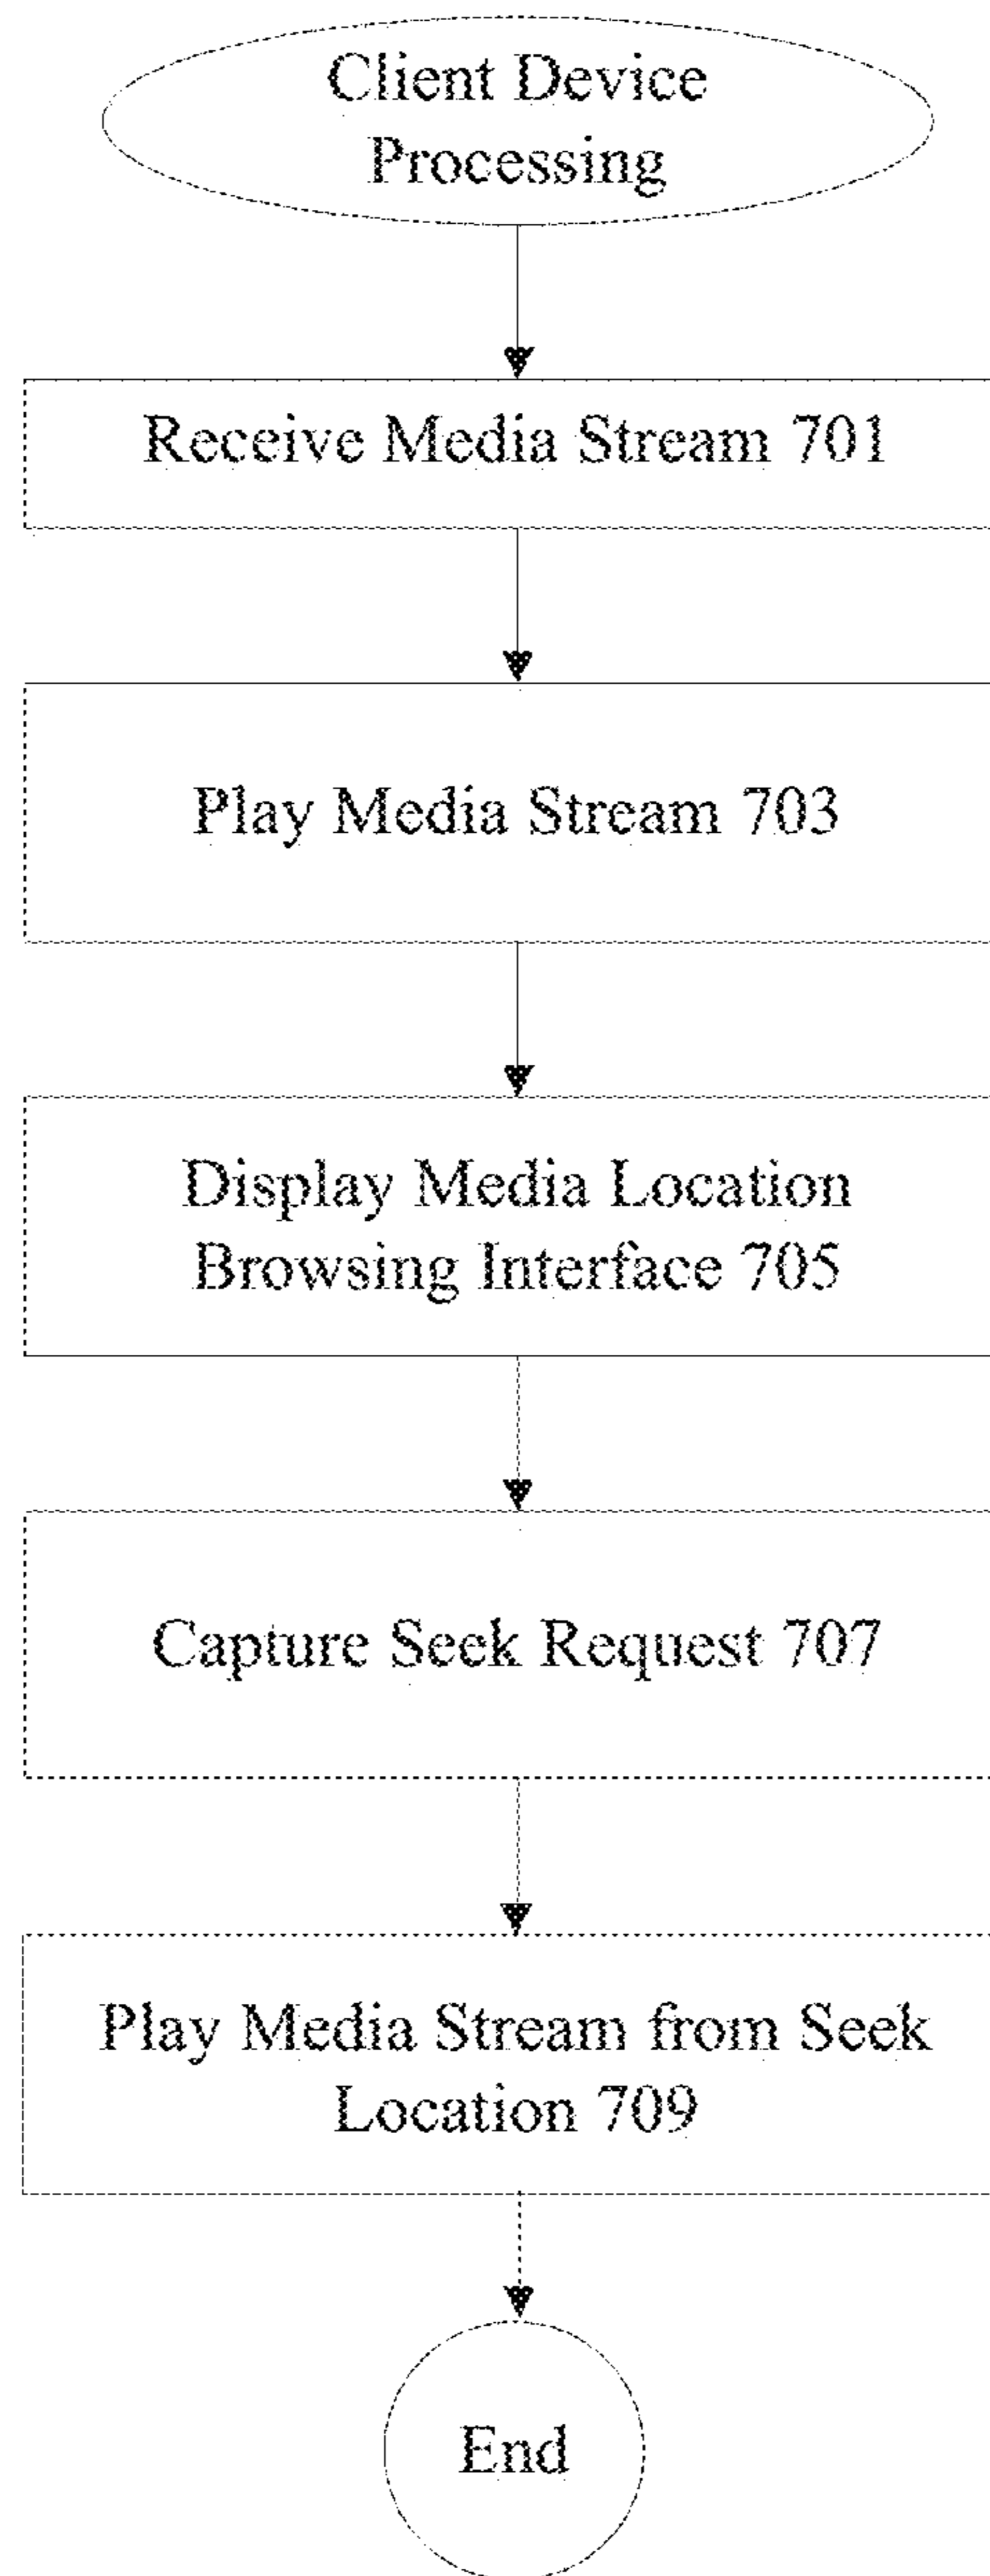 Client Device
Processing
Receive Media Stream 701
Play Media Stream 703
Display Media Location
Browsing Interface 705
Capture Seek Request 707
Play Media Stream from Seek
Location 709
End